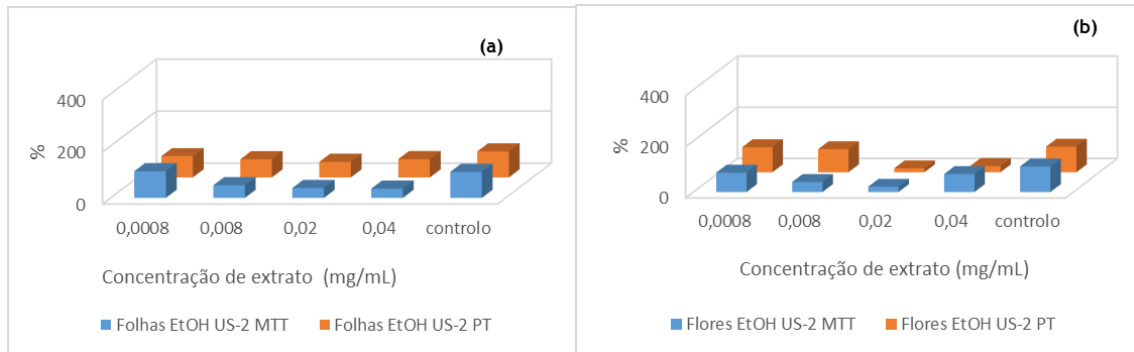 (a)
400
200
0
%
0,0008 0,008 0,02 0,04 controlo
Concentração de extrato (mg/mL)
Folhas EtOH US-2 MTT Folhas EtOH US-2 PT
(b)
400
200
0
%
0,0008 0,008 0,02 0,04 controlo
Concentração de extrato (mg/mL)
Flores EtOH US-2 MTT Flores EtOH US-2 PT